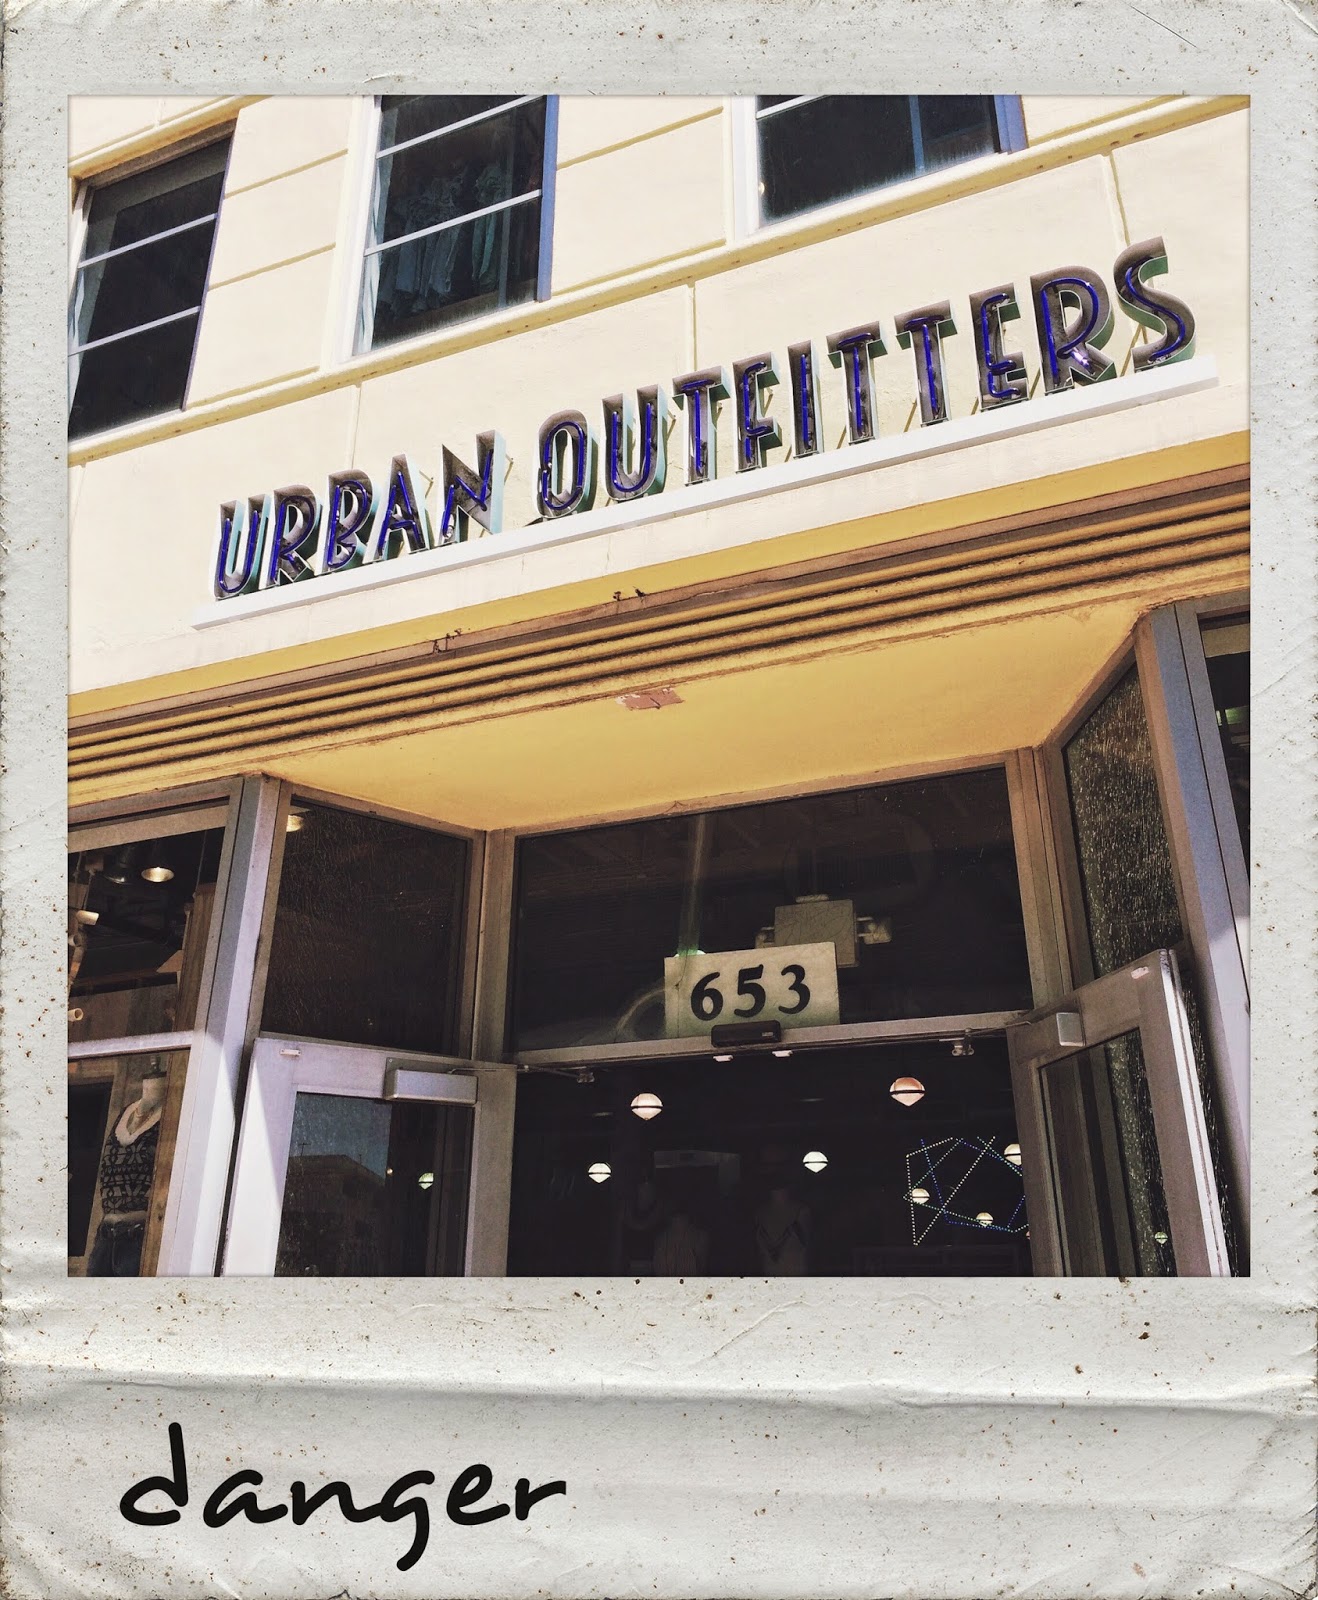 URBAN OUTFITTERS
653
danger